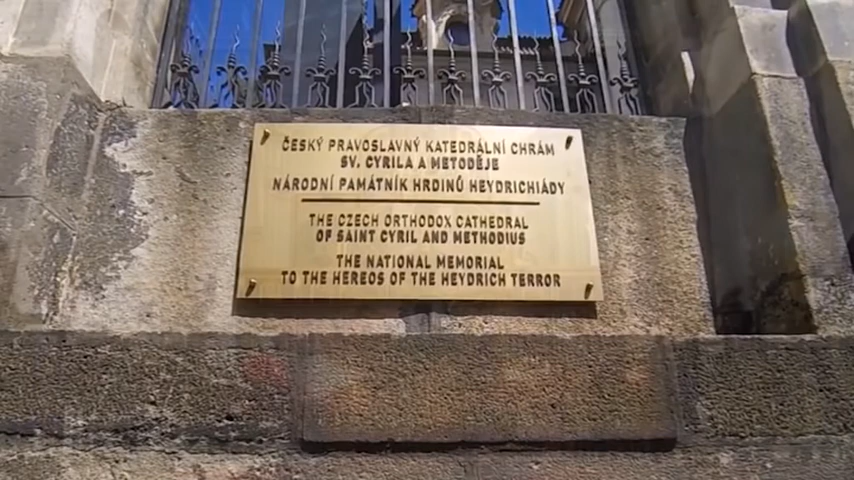 ČESKÝ PRAVOSLAVNÝ KATEDRÁLNÍ CHRÁM
SV. CYRILA A METODĚJE
NÁRODNÍ PAMÁTNÍK HRDINŮ HEYDRICHIÁDY
THE CZECH ORTHODOX CATHEDRAL
OF SAINT CYRIL AND METHODIUS
THE NATIONAL MEMORIAL
TO THE HEROES OF THE HEYDRICH TERROR